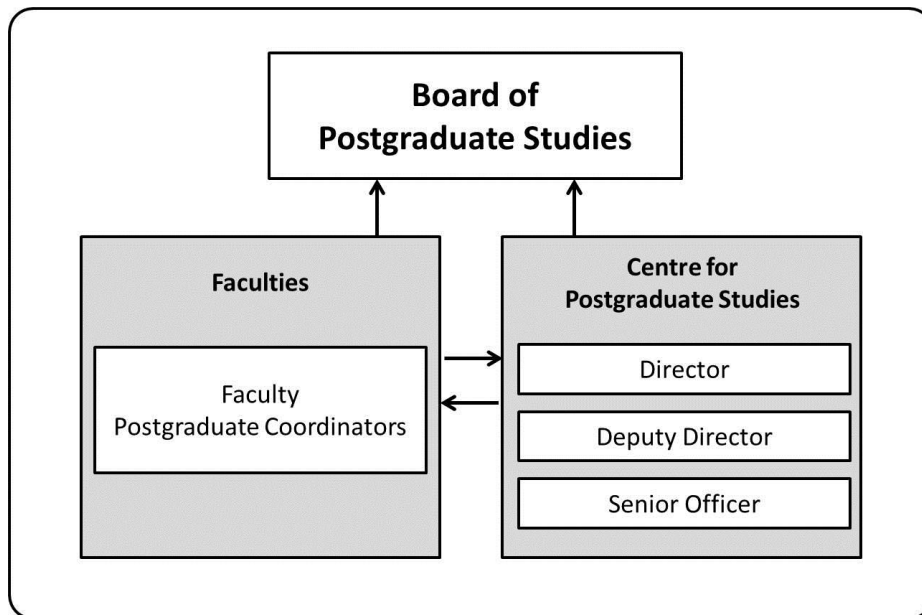 Board of
Postgraduate Studies
Faculties
Faculty
Postgraduate Coordinators
Centre for
Postgraduate Studies
Director
Deputy Director
Senior Officer